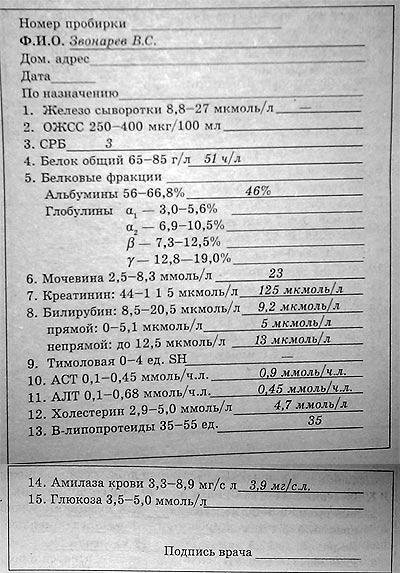 Номер пробирки
Ф.И.О. Звонарев В.С.
Дом. адрес
Дата
По назначению
1. Железо сыворотки 8,8–27 мкмоль/л –
2. ОЖСС 250–400 мкг/100 мл
3. СРБ 3
4. Белок общий 65–85 г/л 51 ч/л
5. Белковые фракции
Альбумины 56–66,8% 46%
Глобулины α1 — 3,0–5,6%
α2 — 6,9–10,5%
β — 7,3–12,5%
γ — 12,8–19,0%
6. Мочевина 2,5–8,3 ммоль/л 23
7. Креатинин: 44–1 1 5 мкмоль/л 125 мкмоль/л
8. Билирубин: 8,5–20,5 мкмоль/л 9,2 мкмоль/л
прямой: 0–5,1 мкмоль/л 5 мкмоль/л
непрямой: до 12,5 мкмоль/л 13 мкмоль/л
9. Тимоловая 0–4 ед. SH —
10. АСТ 0,1–0,45 ммоль/ч.л. 0,9 ммоль/ч.л.
11. АЛТ 0,1–0,68 ммоль/ч.л. 0,45 ммоль/ч.л.
12. Холестерин 2,9–5,0 ммоль/л 4,7 ммоль/л
13. В-липопротеиды 35–55 ед. 35
14. Амилаза крови 3,3–8,9 мг/с л 3,9 мг/с.л.
15. Глюкоза 3,5–5,0 ммоль/л
Подпись врача